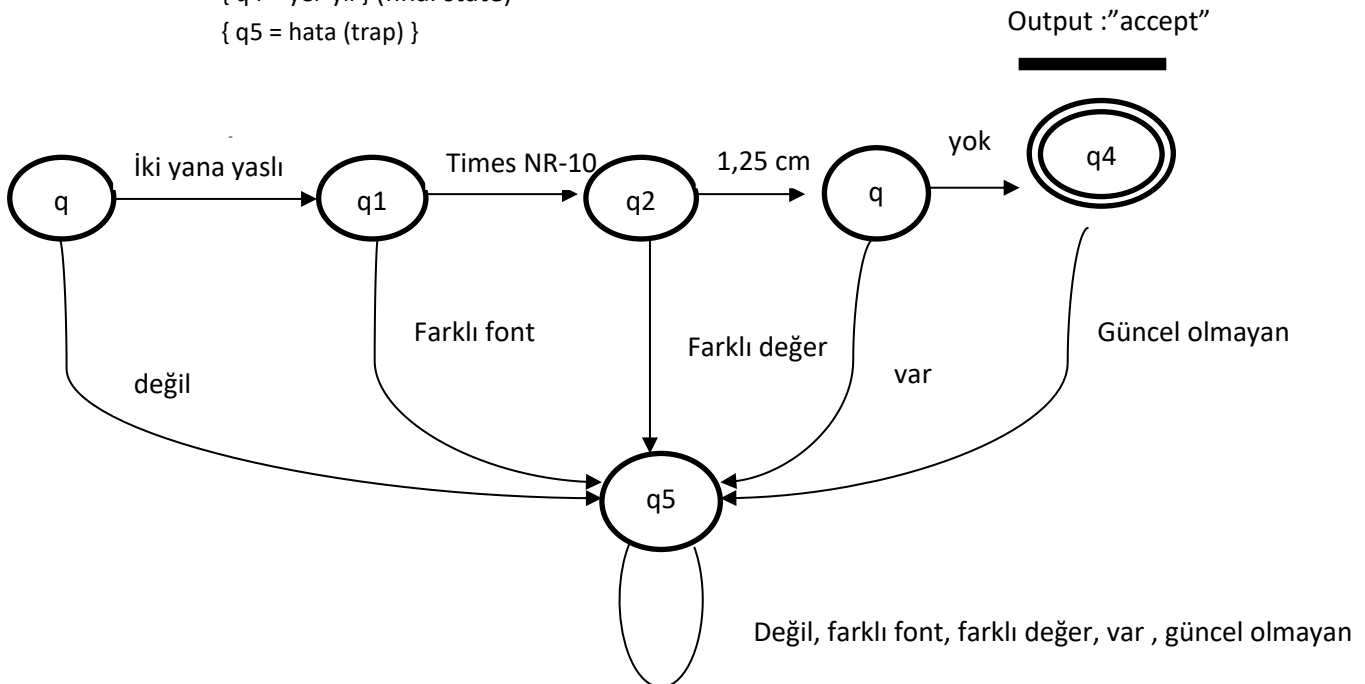 { q5 = hata (trap) }
Output :”accept”
İki yana yaslı
Times NR-10
1,25 cm
yok
q
q1
q2
q
q4
değil
Farklı font
Farklı değer
var
Güncel olmayan
q5
Değil, farklı font, farklı değer, var , güncel olmayan